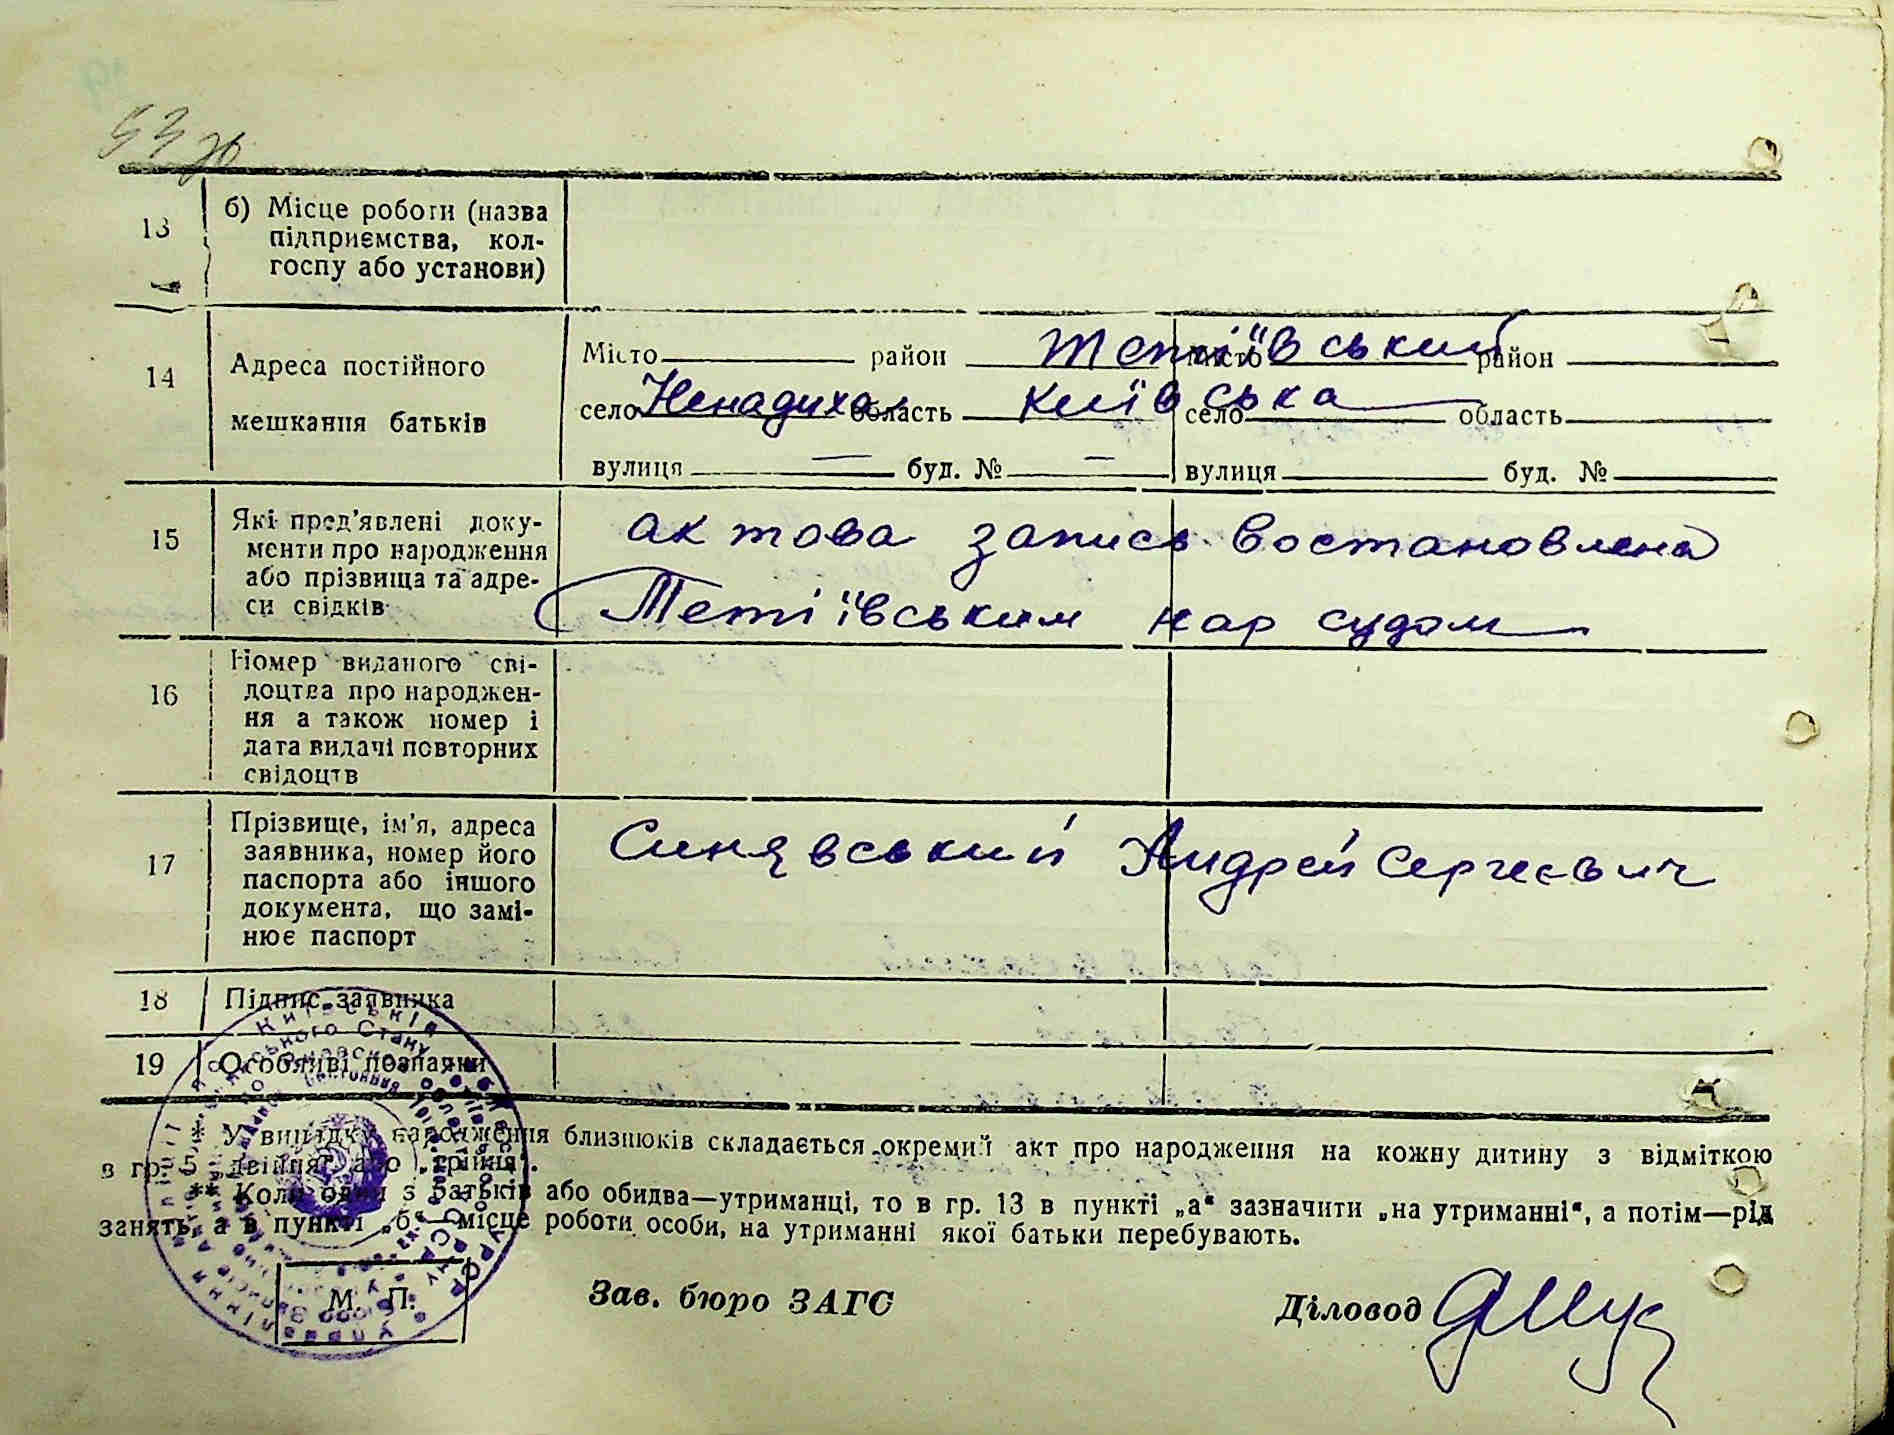 53 зв
13 б) Місце роботи (назва
підприємства, кол-
госпу або установи)
14 Адреса постійного
мешкання батьків
Місто район Тетіївський Місто район
село Ненадиха область Київська село область
вулиця — буд. № — вулиця буд. №
15 Які пред'явлені доку-
менти про народження
або прізвища та адре-
си свідків
актова запись востановлена
Тетіївським нар судом
16 Номер виданого сві-
доцтва про народжен-
ня а також номер і
дата видачі повторних
свідоцтв
17 Прізвище, ім'я, адреса
заявника, номер його
паспорта або іншого
документа, що замі-
нює паспорт
Синявський Андрей Сергеевич
18 Підпис заявника
19 Особливі позначки
* У випадку народження близнюків складається окремий акт про народження на кожну дитину з відміткою
в гр. 5 „двійня" або „трійня".
** Коли один з батьків або обидва—утриманці, то в гр. 13 в пункті „а" зазначити „на утриманні", а потім—рід
занять, а в пункті „б"—місце роботи особи, на утриманні якої батьки перебувають.
М. П.
Зав. бюро ЗАГС Діловод